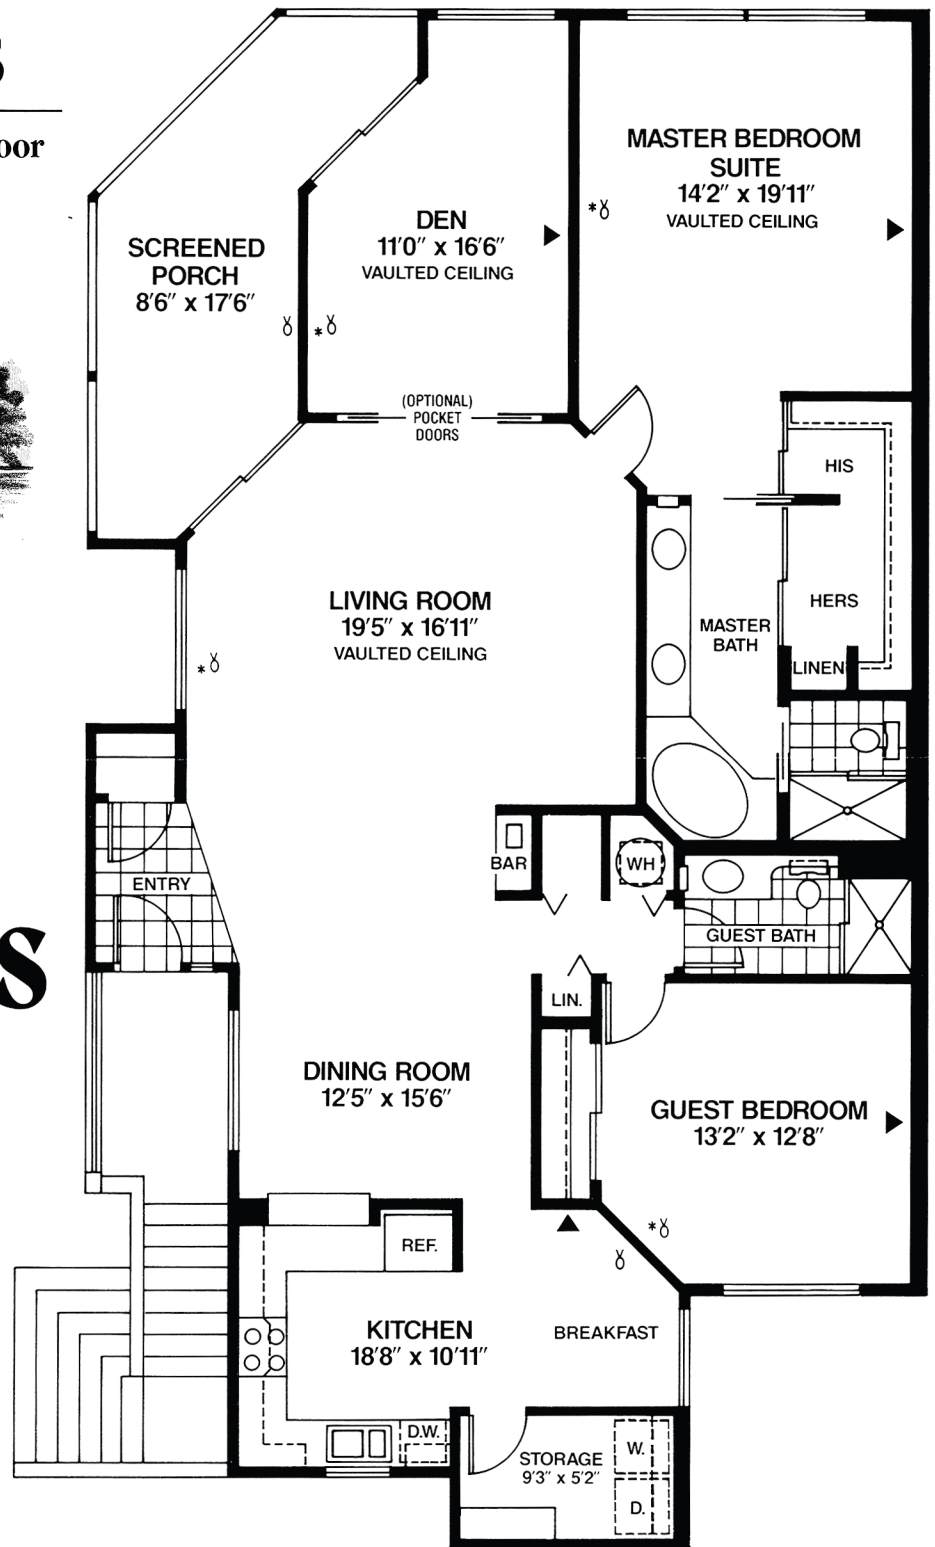 S
oor
MASTER BEDROOM
SUITE
14'2" x 19'11"
VAULTED CEILING
DEN
11'0" x 16'6"
VAULTED CEILING
SCREENED
PORCH
8'6" x 17'6"
(OPTIONAL)
POCKET
DOORS
HIS
HERS
LINEN
MASTER
BATH
LIVING ROOM
19'5" x 16'11"
VAULTED CEILING
BAR
WH
ENTRY
GUEST BATH
S
LIN.
DINING ROOM
12'5" x 15'6"
GUEST BEDROOM
13'2" x 12'8"
REF.
KITCHEN
18'8" x 10'11"
BREAKFAST
D.W.
STORAGE
9'3" x 5'2"
W.
D.